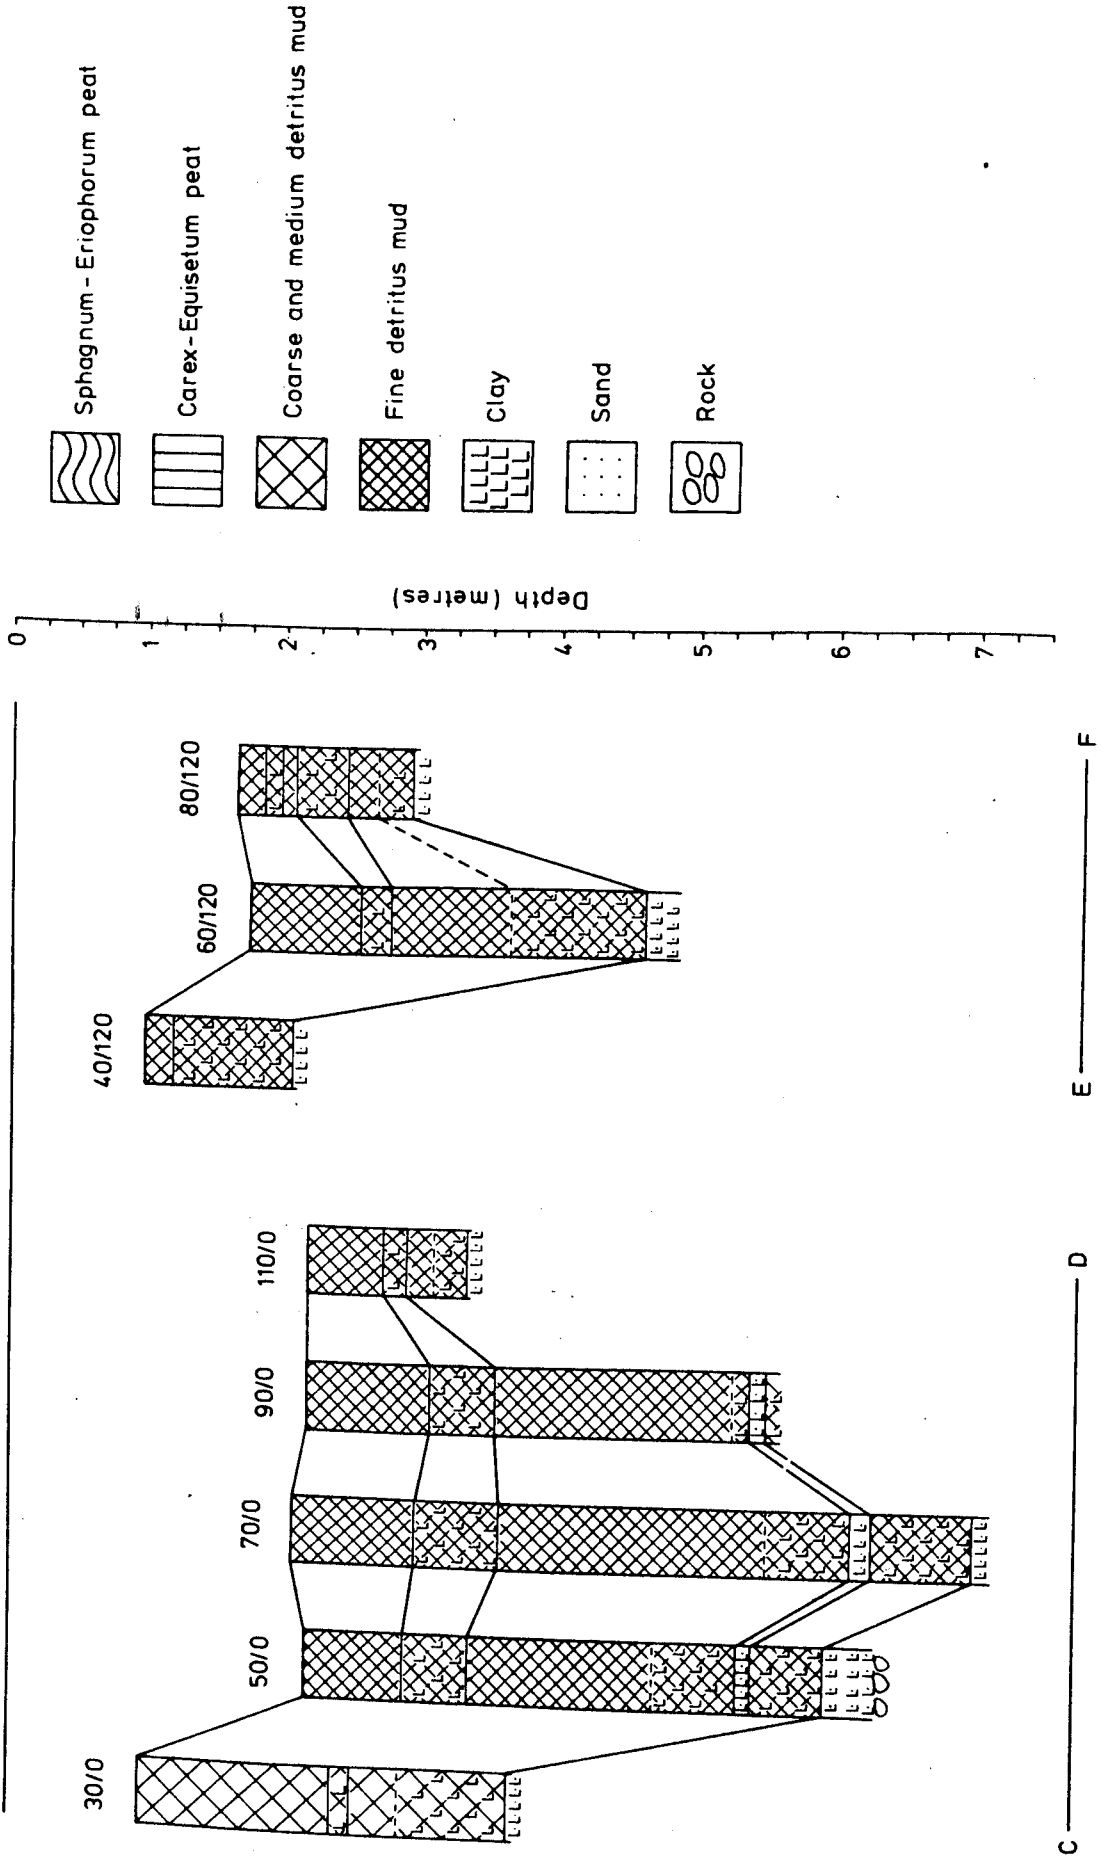 Sphagnum - Eriophorum peat
Carex - Equisetum peat
Coarse and medium detritus mud
Fine detritus mud
Clay
Sand
Rock
Depth (metres)
0
1
2
3
4
5
6
7
30/0
50/0
70/0
90/0
110/0
40/120
60/120
80/120
C
D
E
F